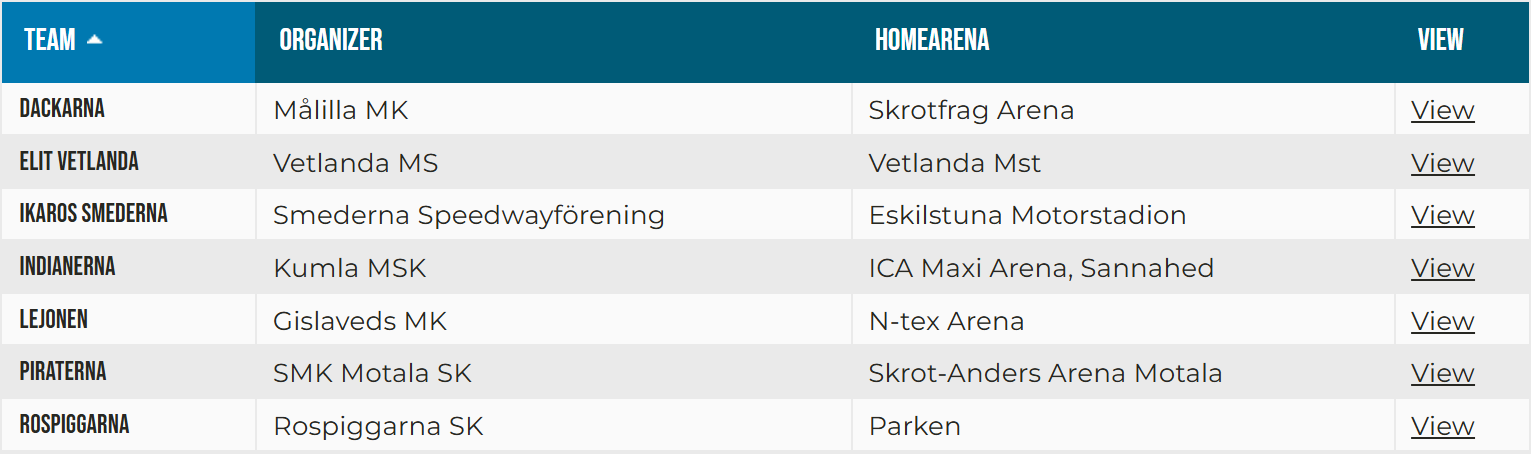 TEAM ORGANIZER HOMEARENA VIEW
DACKARNA Målilla MK Skrotfrag Arena View
ELIT VETLANDA Vetlanda MS Vetlanda Mst View
IKAROS SMEDERNA Smederna Speedwayförening Eskilstuna Motorstadion View
INDIANERNA Kumla MSK ICA Maxi Arena, Sannahed View
LEJONEN Gislaveds MK N-tex Arena View
PIRATERNA SMK Motala SK Skrot-Anders Arena Motala View
ROSPIGGARNA Rospiggarna SK Parken View